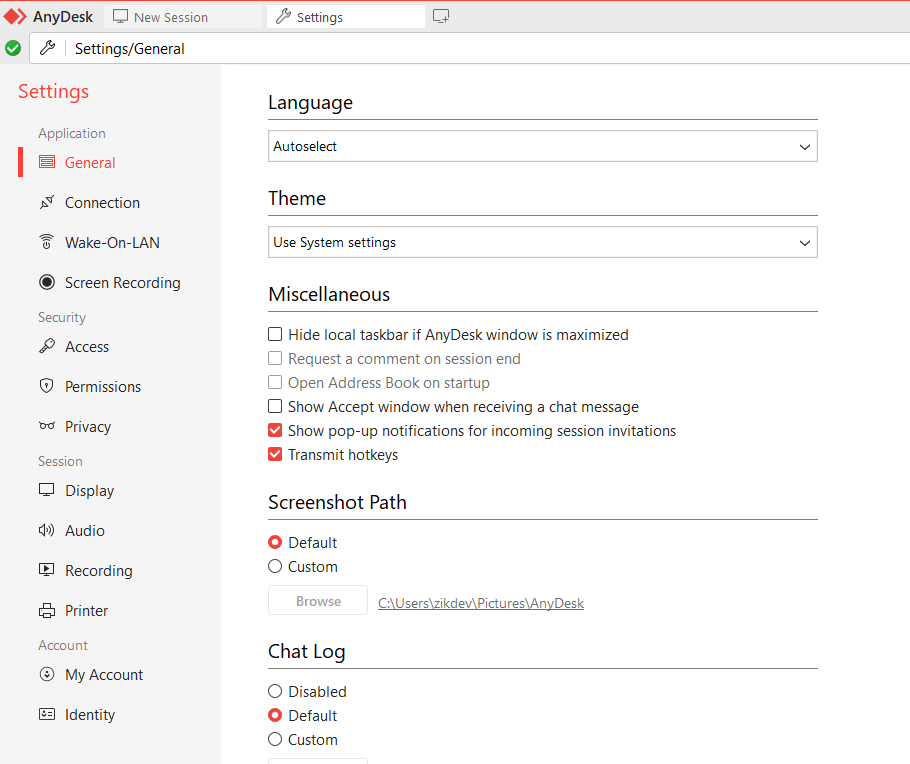 AnyDesk
New Session
Settings
Settings/General
Settings
Application
General
Connection
Wake-On-LAN
Screen Recording
Security
Access
Permissions
Privacy
Session
Display
Audio
Recording
Printer
Account
My Account
Identity
Language
Autoselect
Theme
Use System settings
Miscellaneous
Hide local taskbar if AnyDesk window is maximized
Request a comment on session end
Open Address Book on startup
Show Accept window when receiving a chat message
Show pop-up notifications for incoming session invitations
Transmit hotkeys
Screenshot Path
Default
Custom
Browse C:\Users\zikdev\Pictures\AnyDesk
Chat Log
Disabled
Default
Custom